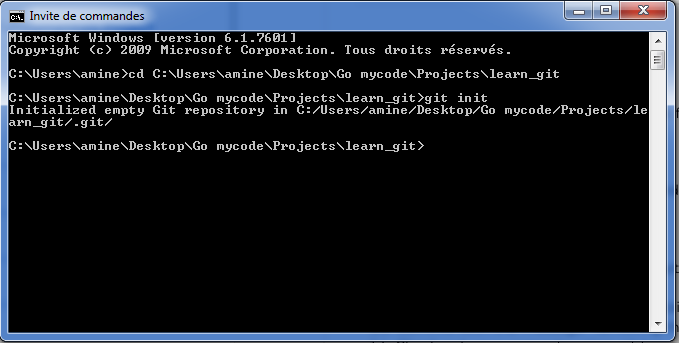 Invite de commandes
Microsoft Windows [version 6.1.7601]
Copyright (c) 2009 Microsoft Corporation. Tous droits réservés.
C:\Users\amine>cd C:\Users\amine\Desktop\Go mycode\Projects\learn_git
C:\Users\amine\Desktop\Go mycode\Projects\learn_git>git init
Initialized empty Git repository in C:/Users/amine/Desktop/Go mycode/Projects/le
arn_git/.git/
C:\Users\amine\Desktop\Go mycode\Projects\learn_git>